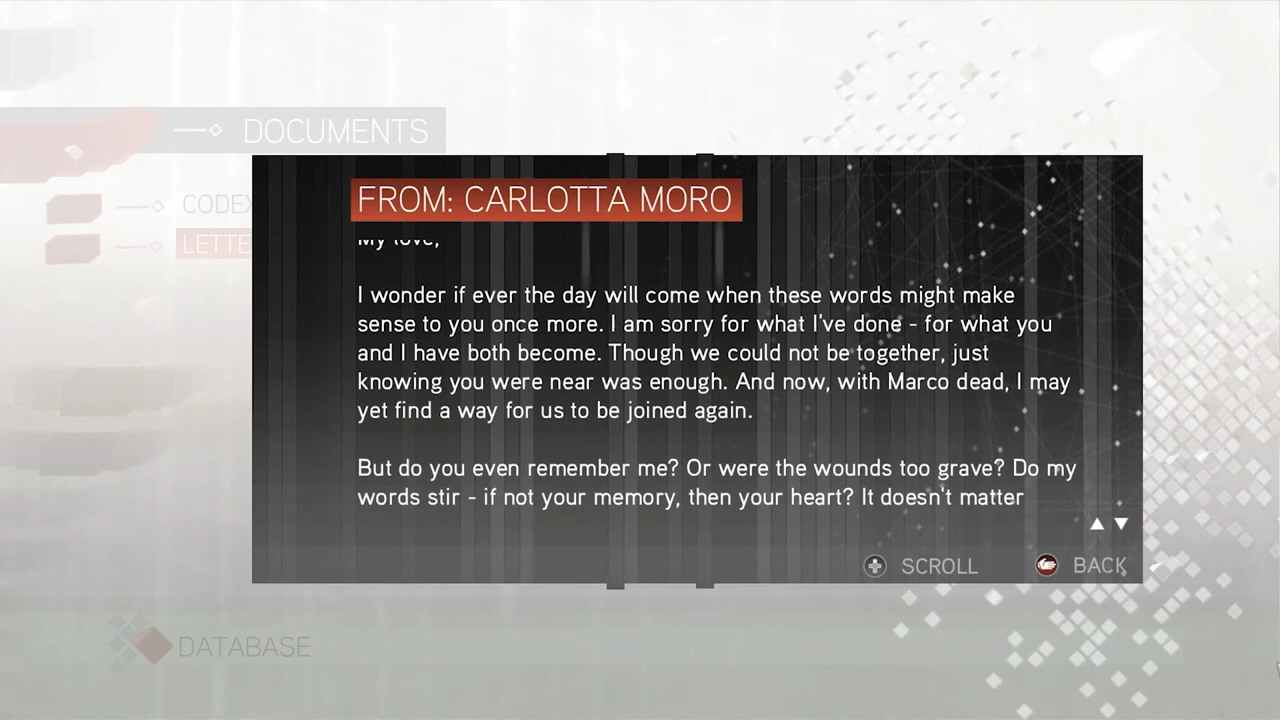 DOCUMENTS
FROM: CARLOTTA MORO
CODEX
LETTE
My love,
I wonder if ever the day will come when these words might make
sense to you once more. I am sorry for what I've done - for what you
and I have both become. Though we could not be together, just
knowing you were near was enough. And now, with Marco dead, I may
yet find a way for us to be joined again.
But do you even remember me? Or were the wounds too grave? Do my
words stir - if not your memory, then your heart? It doesn't matter
SCROLL
BACK
DATABASE